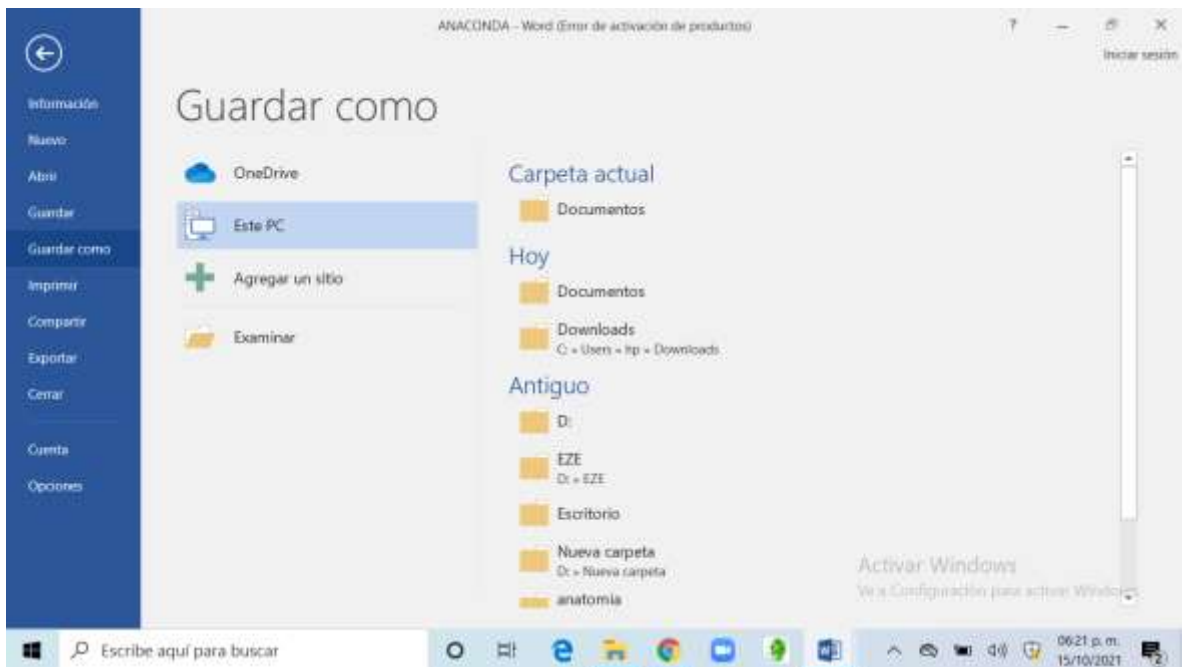 ANACONDA - Word (Error de activación de productos)
?
Iniciar sesión
Información
Nuevo
Abrir
Guardar
Guardar como
Imprimir
Compartir
Exportar
Cerrar
Cuenta
Opciones
Guardar como
OneDrive
Este PC
Agregar un sitio
Examinar
Carpeta actual
Documentos
Hoy
Documentos
Downloads
C: » Users » hp » Downloads
Antiguo
D:
EZE
D: » EZE
Escritorio
Nueva carpeta
D: » Nueva carpeta
anatomia
Activar Windows
Ve a Configuración para activar Windows.
Escribe aquí para buscar
06:21 p. m.
15/10/2021